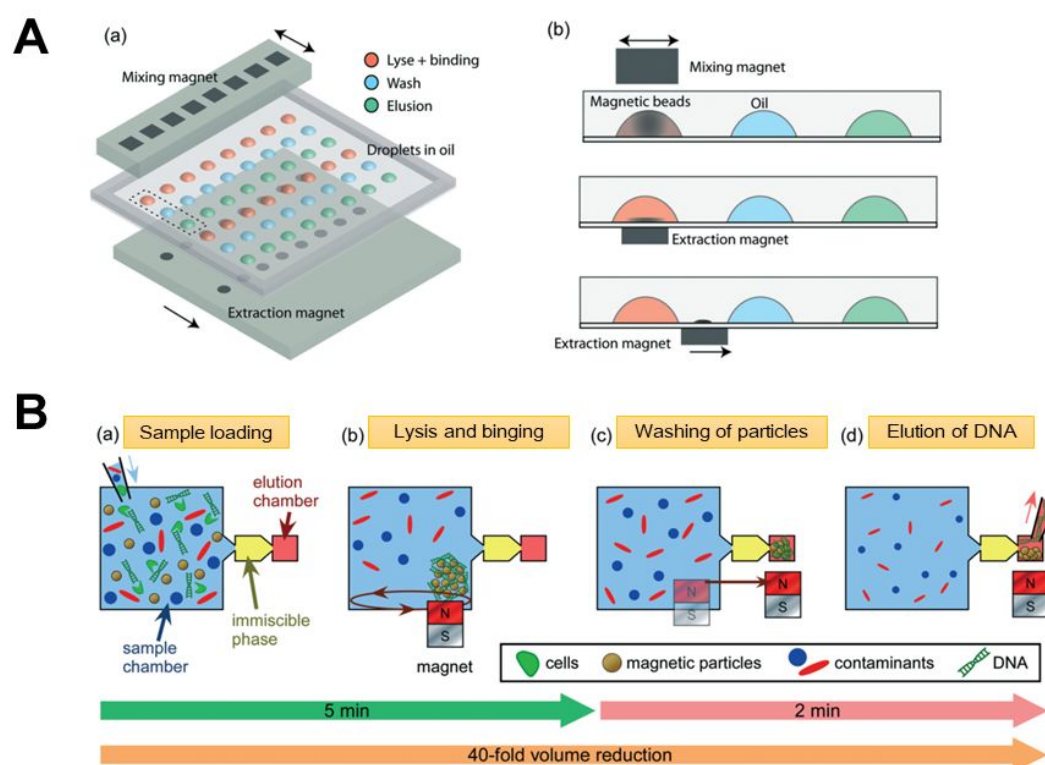 A
(a)
Mixing magnet
Lyse + binding
Wash
Elusion
Droplets in oil
Extraction magnet
(b)
Mixing magnet
Magnetic beads
Oil
Extraction magnet
Extraction magnet
B
(a)
Sample loading
(b)
Lysis and binging
(c)
Washing of particles
(d)
Elution of DNA
elution
chamber
immiscible
phase
sample
chamber
N
S
magnet
N
S
N
S
N
S
cells
magnetic particles
contaminants
DNA
5 min
2 min
40-fold volume reduction